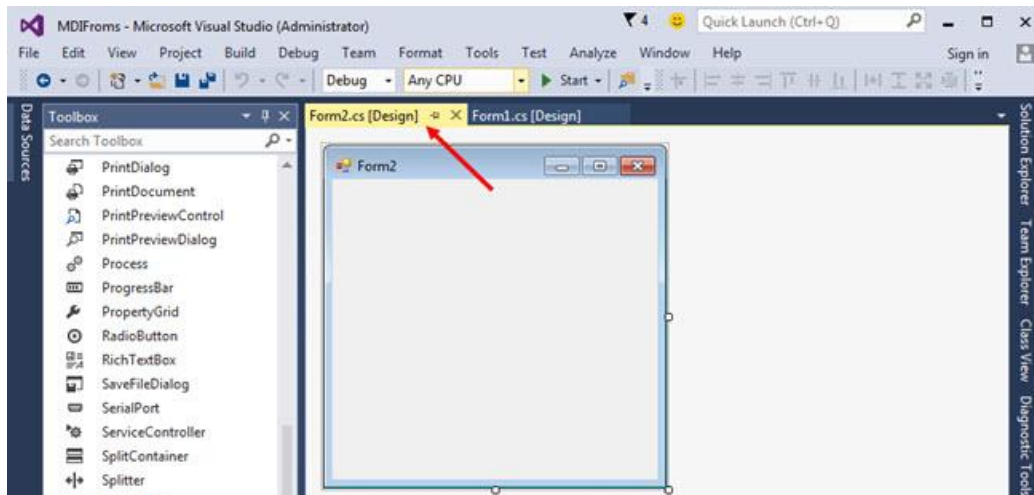 MDIFroms - Microsoft Visual Studio (Administrator)
4
Quick Launch (Ctrl+Q)
File Edit View Project Build Debug Team Format Tools Test Analyze Window Help
Sign in
Debug
Any CPU
Start
Data Sources
Toolbox
Search Toolbox
PrintDialog
PrintDocument
PrintPreviewControl
PrintPreviewDialog
Process
ProgressBar
PropertyGrid
RadioButton
RichTextBox
SaveFileDialog
SerialPort
ServiceController
SplitContainer
Splitter
Form2.cs [Design]
Form1.cs [Design]
Form2
Solution Explorer
Team Explorer
Class View
Diagnostic Tool